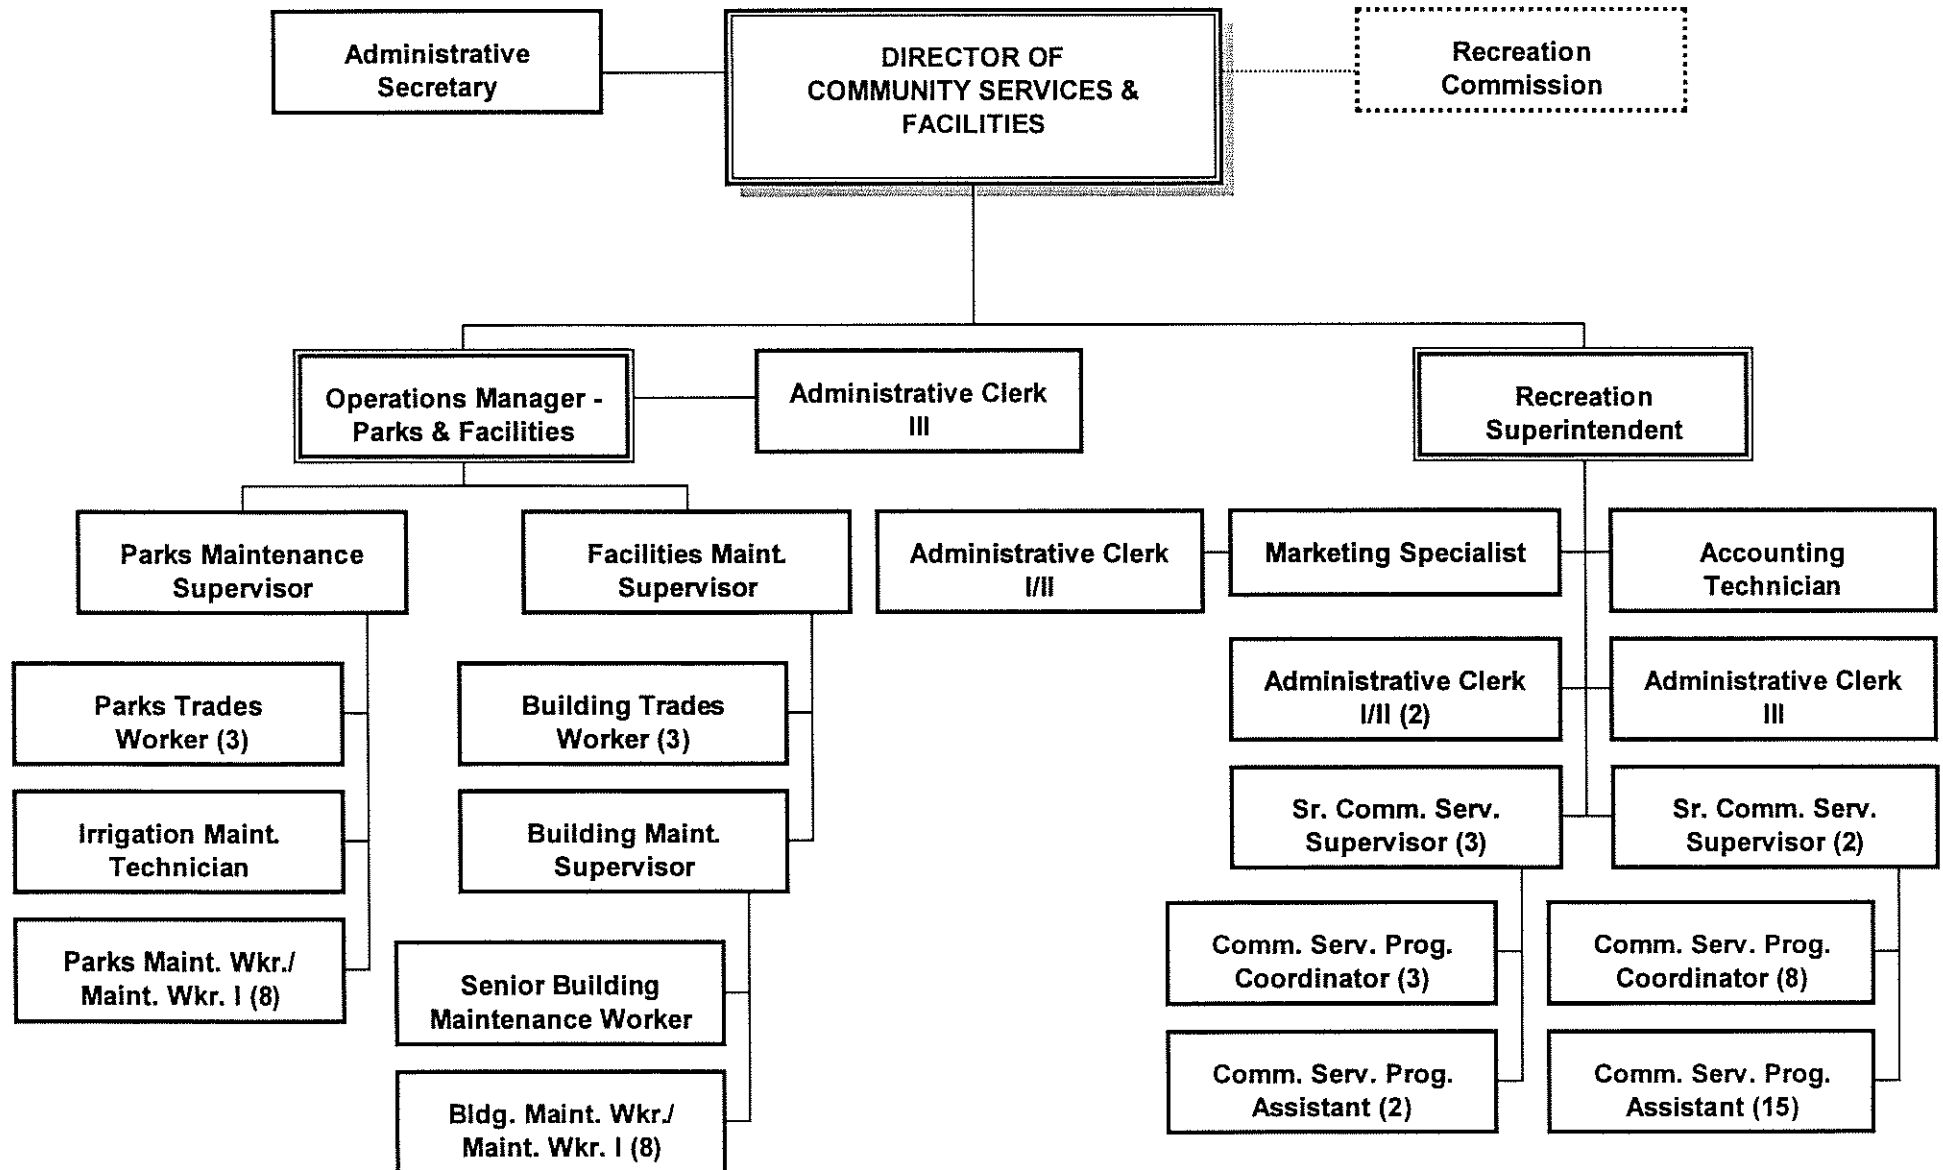 Administrative
Secretary
DIRECTOR OF
COMMUNITY SERVICES &
FACILITIES
Recreation
Commission
Operations Manager -
Parks & Facilities
Administrative Clerk
III
Recreation
Superintendent
Parks Maintenance
Supervisor
Facilities Maint.
Supervisor
Administrative Clerk
I/II
Marketing Specialist
Accounting
Technician
Parks Trades
Worker (3)
Building Trades
Worker (3)
Administrative Clerk
I/II (2)
Administrative Clerk
III
Irrigation Maint.
Technician
Building Maint.
Supervisor
Sr. Comm. Serv.
Supervisor (3)
Sr. Comm. Serv.
Supervisor (2)
Parks Maint. Wkr./
Maint. Wkr. I (8)
Senior Building
Maintenance Worker
Comm. Serv. Prog.
Coordinator (3)
Comm. Serv. Prog.
Coordinator (8)
Bldg. Maint. Wkr./
Maint. Wkr. I (8)
Comm. Serv. Prog.
Assistant (2)
Comm. Serv. Prog.
Assistant (15)